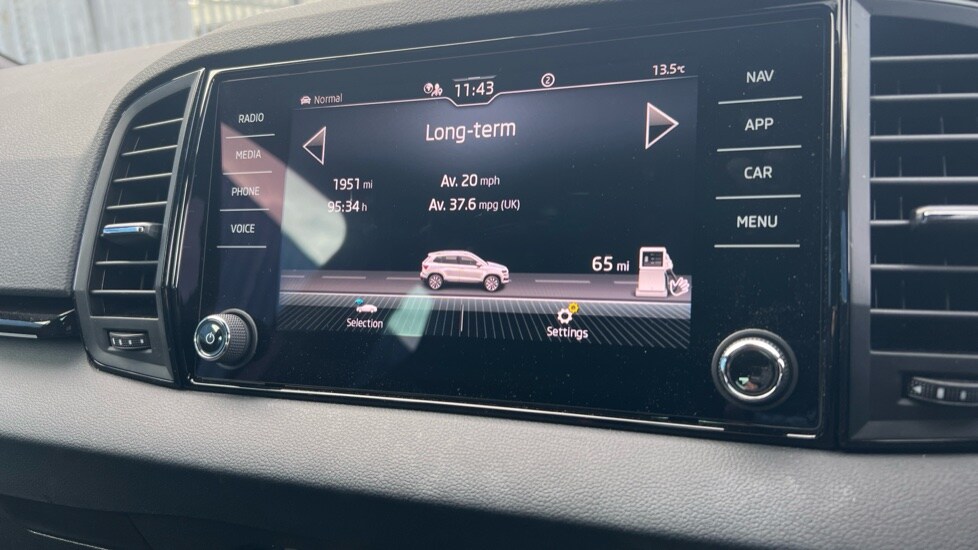 13.5°C
Normal
11:43
2
NAV
RADIO
APP
Long-term
MEDIA
1951 mi
Av. 20 mph
CAR
PHONE
95:34 h
Av. 37.6 mpg (UK)
MENU
VOICE
65 mi
Selection
Settings